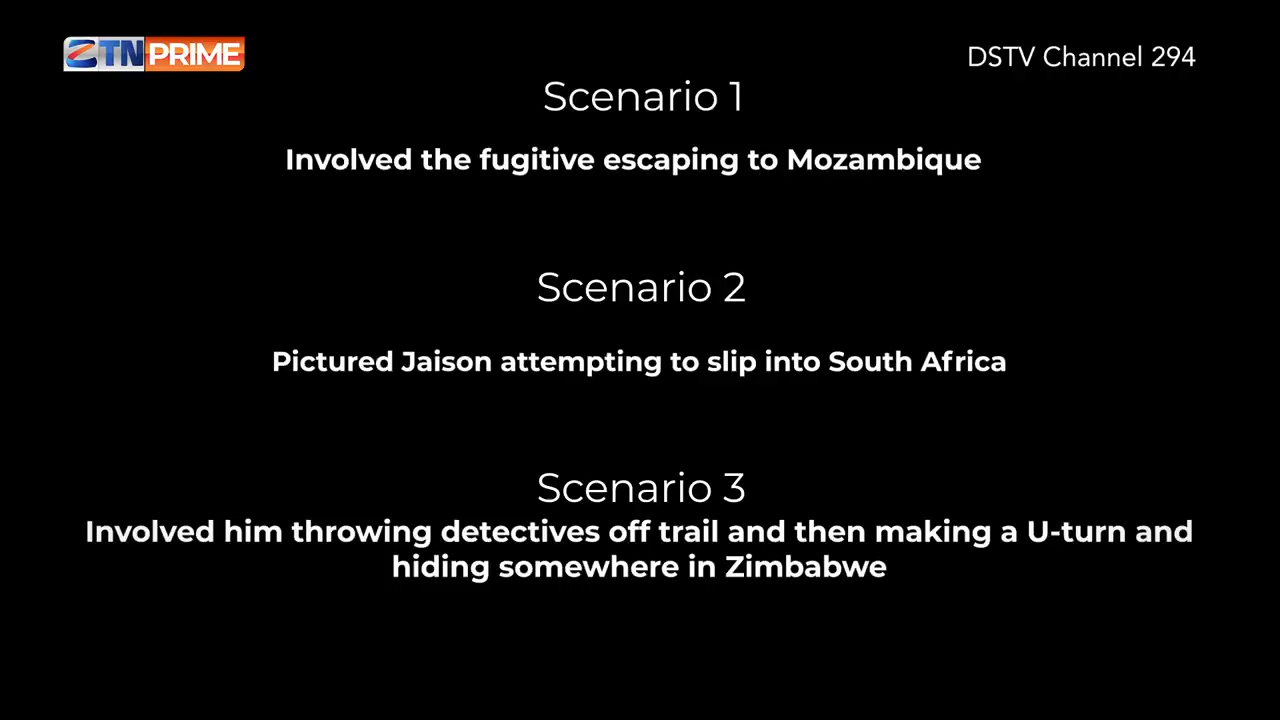 ZTN PRIME
DSTV Channel 294
Scenario 1
Involved the fugitive escaping to Mozambique
Scenario 2
Pictured Jaison attempting to slip into South Africa
Scenario 3
Involved him throwing detectives off trail and then making a U-turn and
hiding somewhere in Zimbabwe